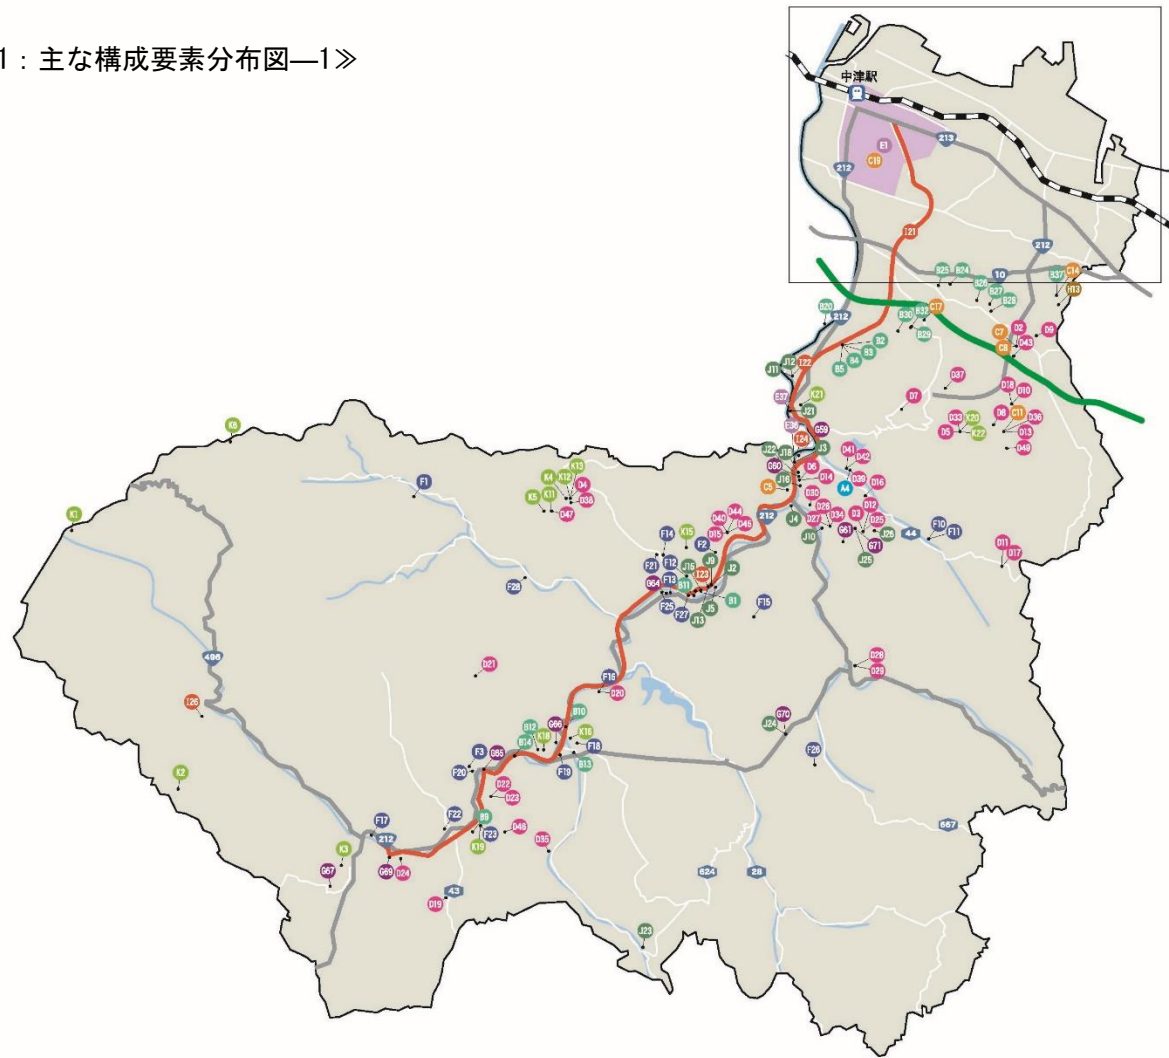 1：主な構成要素分布図―1≫
中津駅
E1
C19
213
212
I21
212
10
B25
B24
B26
B27
B28
B37
C14
H13
B20
212
B30
B32
C17
B29
B2
B3
B4
B5
C7
C8
D2
D43
D9
J11
J12
I22
D37
D18
D10
E37
K21
J21
D7
D33
K20
D5
K22
D8
C11
D36
D13
D49
E36
G59
I24
J22
J18
J3
G60
D6
D14
J16
C5
D41
D42
A4
D39
D16
D30
D26
D27
D34
D3
D12
D25
J26
J4
J10
G61
G71
J25
F10
F11
44
D11
D17
K6
F1
K13
K4
K12
D4
K5
K11
D38
D47
K1
D40
D44
D45
D15
212
F14
K15
F2
F21
F12
J15
J9
J2
I23
G64
F13
B11
F25
F27
J13
J5
B1
F15
F28
496
I26
D21
F16
D20
D28
D29
B12
G66
B10
B14
K18
K16
F18
F19
B13
J24
G70
F26
F3
G65
F20
D22
D23
K2
F17
212
F22
B9
K19
F23
D46
D35
K3
G67
G69
D24
D19
43
624
28
667
J23